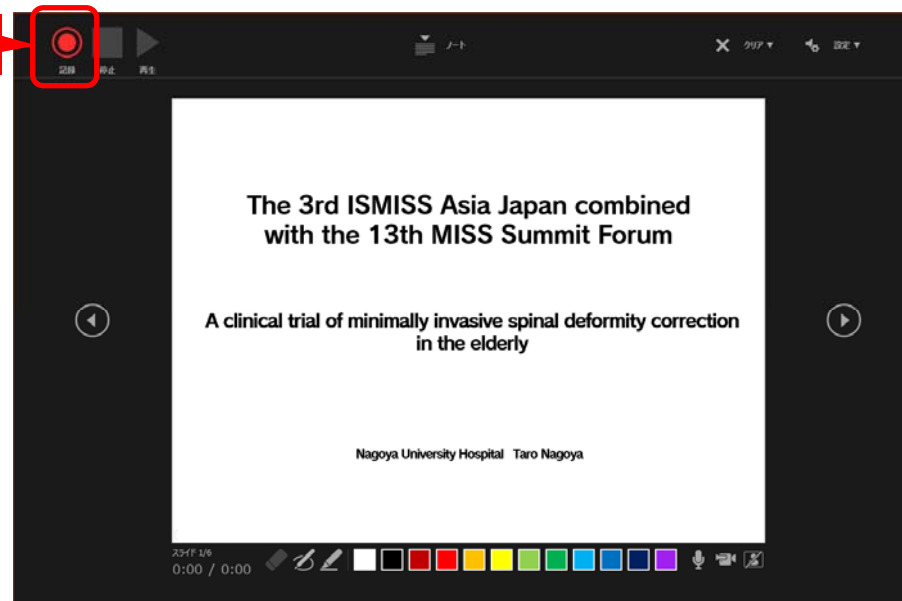 記録 停止 再生
ノート
クリア
設定
The 3rd ISMISS Asia Japan combined
with the 13th MISS Summit Forum
A clinical trial of minimally invasive spinal deformity correction
in the elderly
Nagoya University Hospital Taro Nagoya
スライド 1/6
0:00 / 0:00